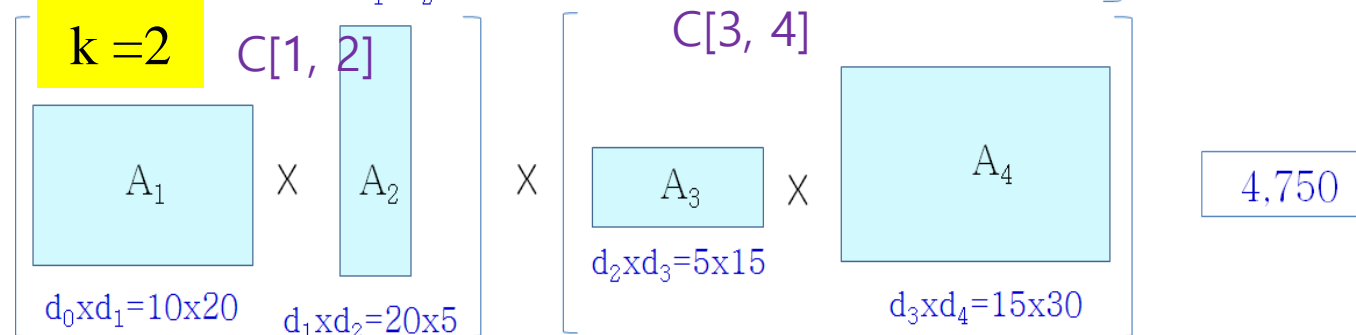 k =2 C[1, 2] C[3, 4]
A₁ X A₂ X A₃ X A₄ 4,750
d₀xd₁=10x20 d₁xd₂=20x5 d₂xd₃=5x15 d₃xd₄=15x30